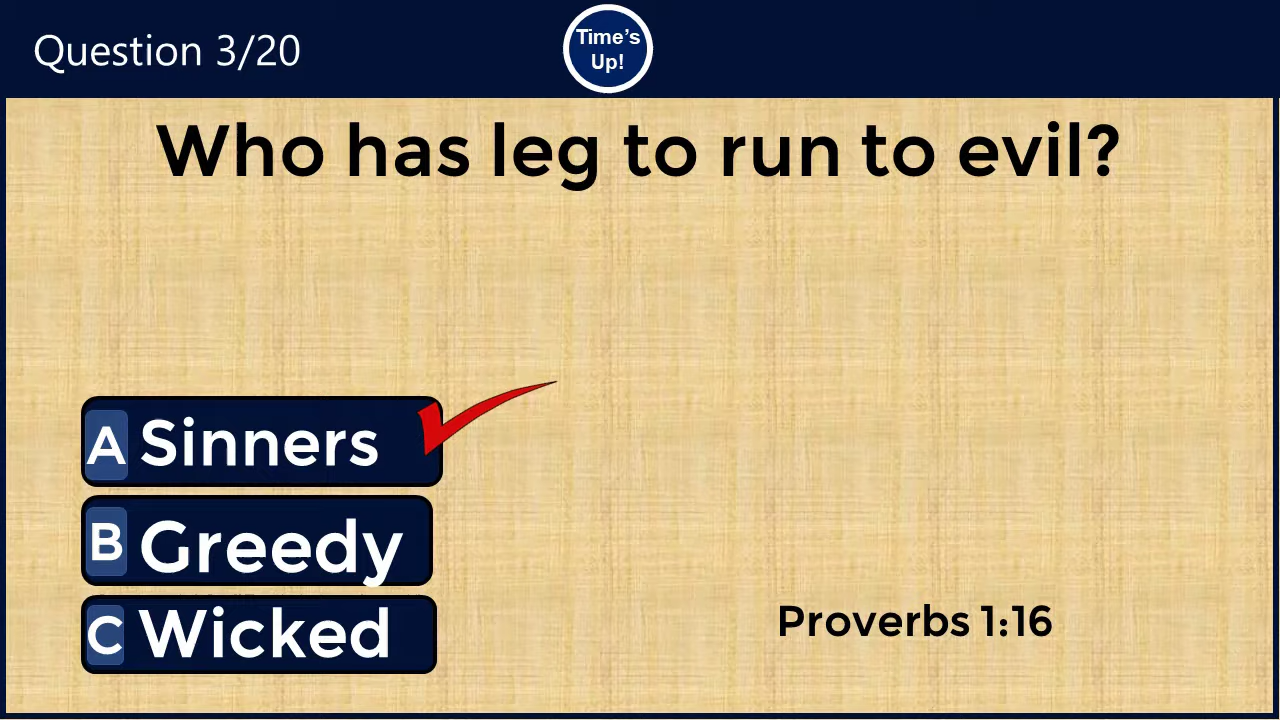 Question 3/20
Time's
Up!
Who has leg to run to evil?
A Sinners
B Greedy
C Wicked
Proverbs 1:16